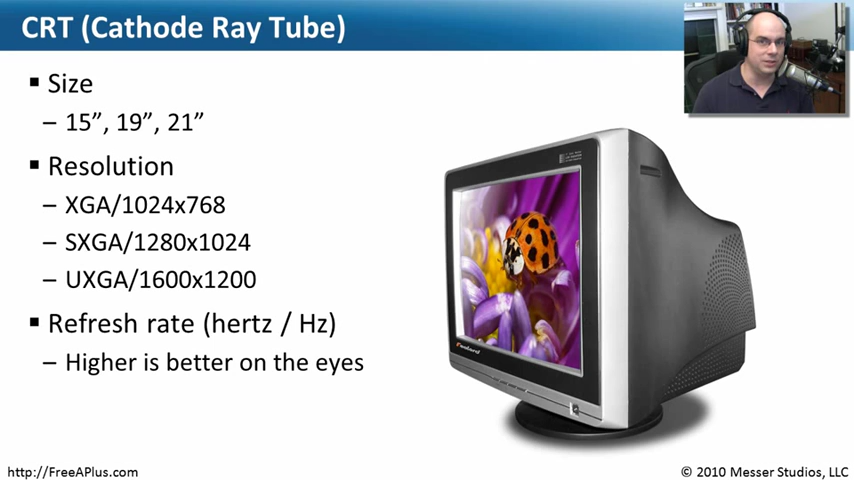 CRT (Cathode Ray Tube)
▪ Size
– 15”, 19”, 21”
▪ Resolution
– XGA/1024x768
– SXGA/1280x1024
– UXGA/1600x1200
▪ Refresh rate (hertz / Hz)
– Higher is better on the eyes
http://FreeAPlus.com
© 2010 Messer Studios, LLC